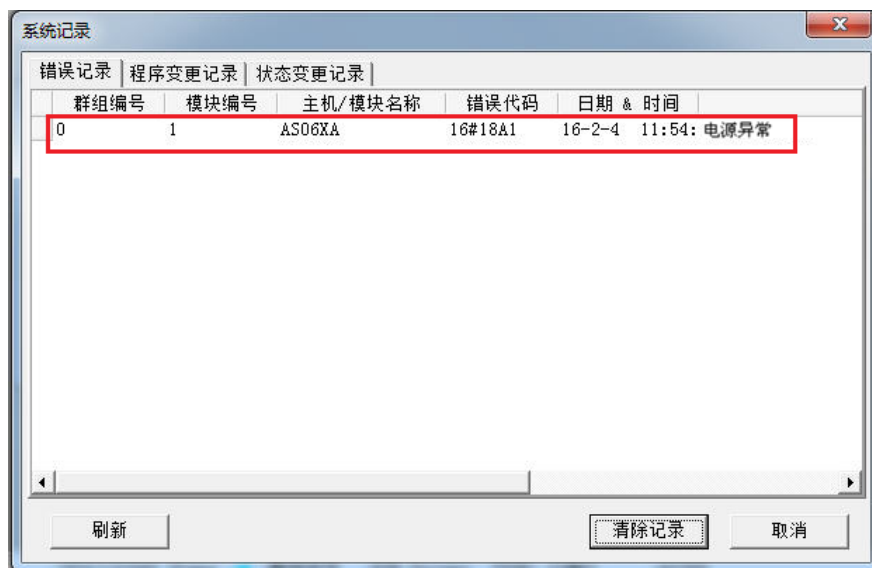 系统记录
错误记录 程序变更记录 状态变更记录
群组编号 模块编号 主机/模块名称 错误代码 日期 & 时间
0 1 AS06XA 16#18A1 16-2-4 11:54: 电源异常
刷新 清除记录 取消